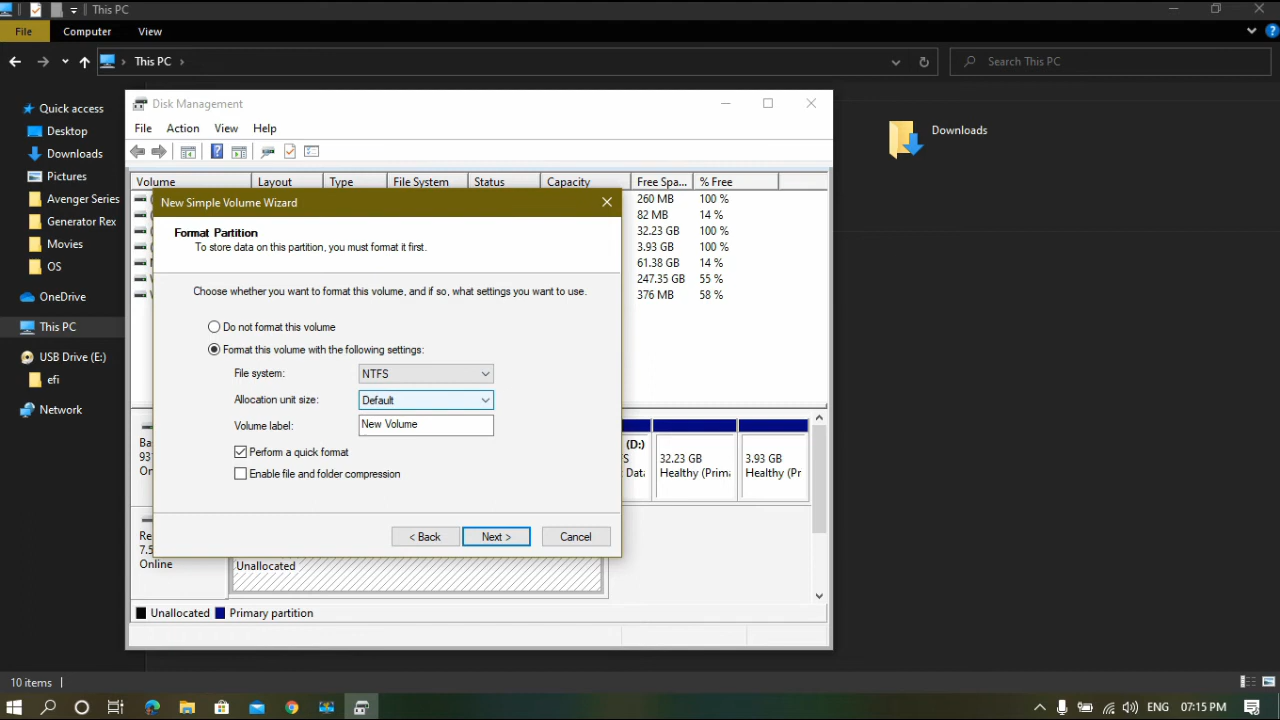 This PC
File
Computer
View
This PC
Search This PC
Quick access
Desktop
Downloads
Pictures
Avenger Series
Generator Rex
Movies
OS
OneDrive
This PC
USB Drive (E:)
efi
Network
Downloads
Disk Management
File Action View Help
Volume Layout Type File System Status Capacity Free Spa... % Free
260 MB 100 %
82 MB 14 %
32.23 GB 100 %
3.93 GB 100 %
61.38 GB 14 %
247.35 GB 55 %
376 MB 58 %
New Simple Volume Wizard
Format Partition
To store data on this partition, you must format it first.
Choose whether you want to format this volume, and if so, what settings you want to use.
Do not format this volume
Format this volume with the following settings:
File system: NTFS
Allocation unit size: Default
Volume label: New Volume
Perform a quick format
Enable file and folder compression
< Back Next > Cancel
(D:)
32.23 GB
Healthy (Prim
3.93 GB
Healthy (Pr
Ba
93
On
S
Dat
Re
7.5
Online
Unallocated
Unallocated Primary partition
10 items
ENG 07:15 PM